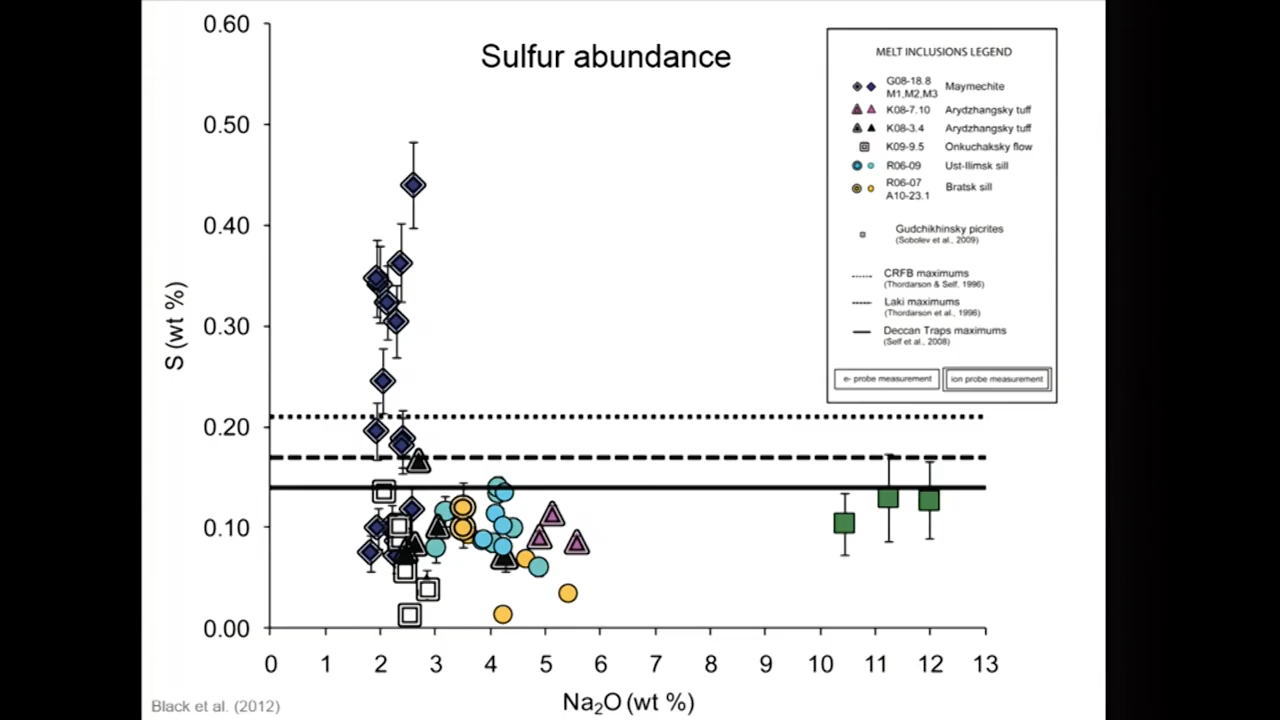 Sulfur abundance
0.60
0.50
0.40
0.30
0.20
0.10
0.00
S (wt %)
0 1 2 3 4 5 6 7 8 9 10 11 12 13
Na₂O (wt %)
MELT INCLUSIONS LEGEND
G08-18.8
M1,M2,M3 Maymechite
K08-7.10 Arydzhangsky tuff
K08-3.4 Arydzhangsky tuff
K09-9.5 Onkuchaksky flow
R06-09 Ust-Ilimsk sill
R06-07
A10-23.1 Bratsk sill
Gudchikhinsky picrites
(Sobolev et al., 2009)
CRFB maximums
(Thordarson & Self, 1996)
Laki maximums
(Thordarson et al., 1996)
Deccan Traps maximums
(Self et al., 2008)
e- probe measurement
ion probe measurement
Black et al. (2012)